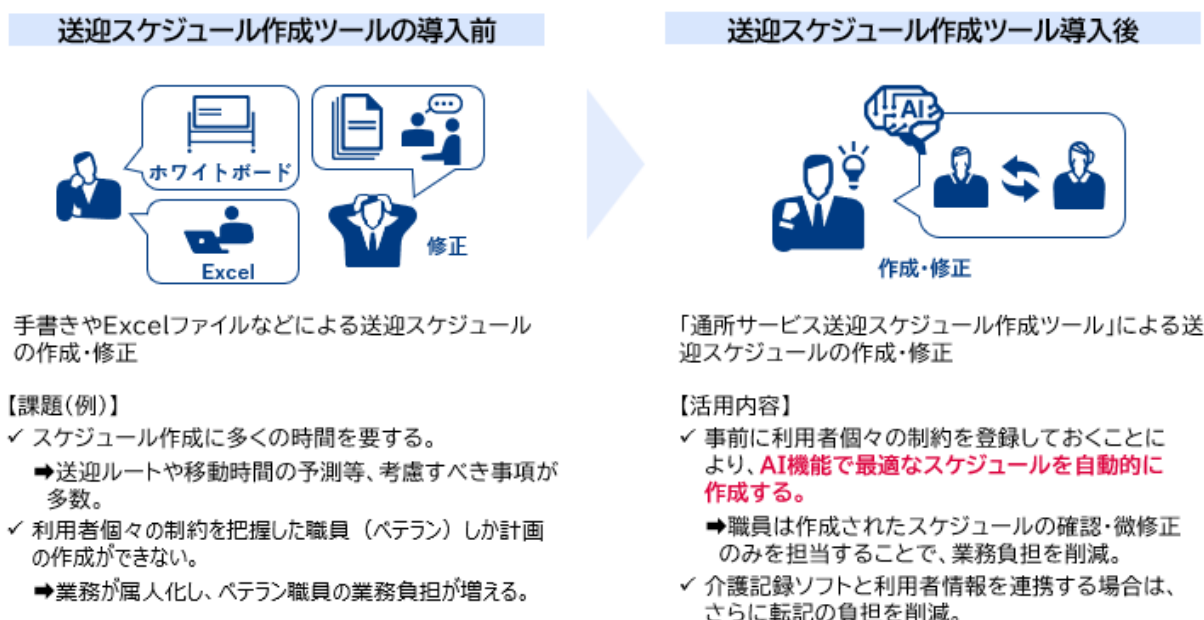 送迎スケジュール作成ツールの導入前
ホワイトボード
Excel
修正
手書きやExcelファイルなどによる送迎スケジュール
の作成・修正
【課題(例)】
✓ スケジュール作成に多くの時間を要する。
➡送迎ルートや移動時間の予測等、考慮すべき事項が
多数。
✓ 利用者個々の制約を把握した職員（ベテラン）しか計画
の作成ができない。
➡業務が属人化し、ベテラン職員の業務負担が増える。
送迎スケジュール作成ツール導入後
AI
作成・修正
「通所サービス送迎スケジュール作成ツール」による送
迎スケジュールの作成・修正
【活用内容】
✓ 事前に利用者個々の制約を登録しておくことに
より、AI機能で最適なスケジュールを自動的に
作成する。
➡職員は作成されたスケジュールの確認・微修正
のみを担当することで、業務負担を削減。
✓ 介護記録ソフトと利用者情報を連携する場合は、
さらに転記の負担を削減。